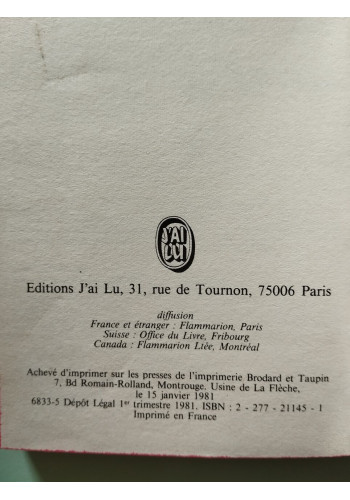 J'AI
LU
Editions J'ai Lu, 31, rue de Tournon, 75006 Paris
diffusion
France et étranger : Flammarion, Paris
Suisse : Office du Livre, Fribourg
Canada : Flammarion Ltée, Montréal
Achevé d'imprimer sur les presses de l'imprimerie Brodard et Taupin
7, Bd Romain-Rolland, Montrouge. Usine de La Flèche,
le 15 janvier 1981
6833-5 Dépôt Légal 1er trimestre 1981. ISBN : 2 - 277 - 21145 - 1
Imprimé en France